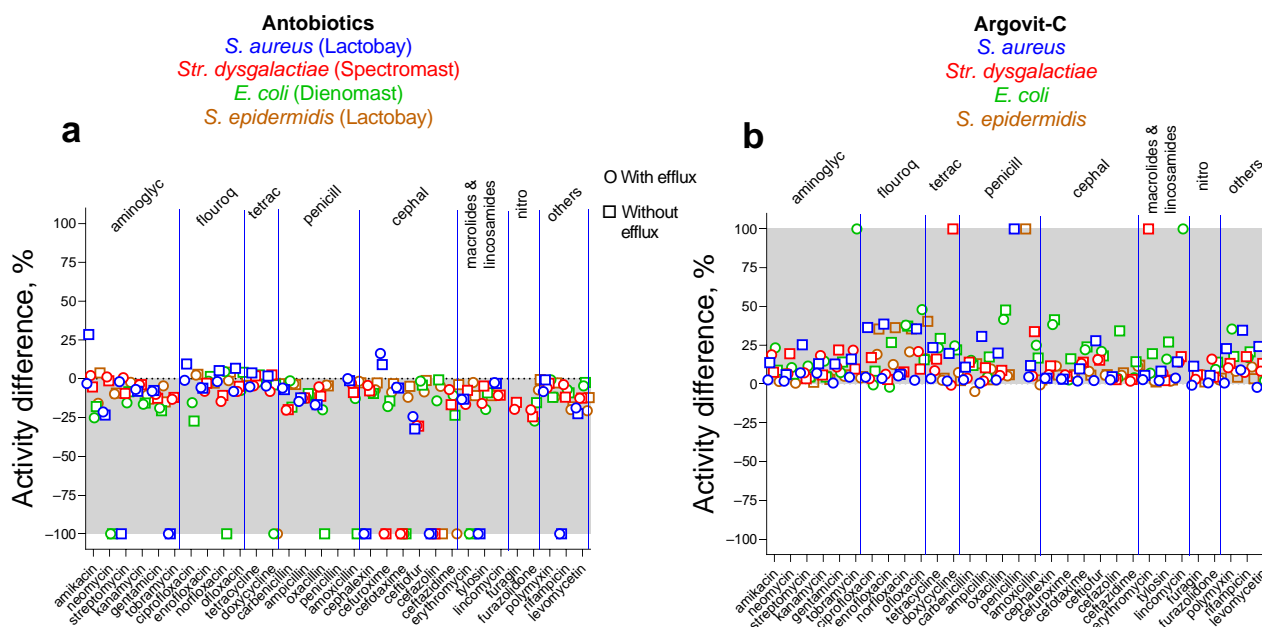 Antobiotics
S. aureus (Lactobay)
Str. dysgalactiae (Spectromast)
E. coli (Dienomast)
S. epidermidis (Lactobay)
a
aminoglyc
flouroq
tetrac
penicill
cephal
macrolides &
lincosamides
nitro
others
With efflux
Without
efflux
Activity difference, %
100
75
50
25
0
−25
−50
−75
−100
amikacin
neomycin
streptomycin
kanamycin
gentamicin
tobramycin
ciprofloxacin
enrofloxacin
norfloxacin
ofloxacin
tetracycline
doxycycline
carbenicillin
ampicillin
oxacillin
penicillin
amoxicillin
cephalexin
cefuroxime
cefotaxime
ceftiofur
cefazolin
ceftazidime
erythromycin
tylosin
lincomycin
furagin
furazolidone
polymyxin
rifampicin
levomycetin
Argovit-C
S. aureus
Str. dysgalactiae
E. coli
S. epidermidis
b
aminoglyc
flouroq
tetrac
penicill
cephal
macrolides &
lincosamides
nitro
others
Activity difference, %
100
75
50
25
0
−25
−50
−75
−100
amikacin
neomycin
streptomycin
kanamycin
gentamicin
tobramycin
ciprofloxacin
enrofloxacin
norfloxacin
ofloxacin
tetracycline
doxycycline
carbenicillin
ampicillin
oxacillin
penicillin
amoxicillin
cephalexin
cefuroxime
cefotaxime
ceftiflur
cefazolin
ceftazidime
erythromycin
tylosin
lincomycin
furagin
furazolidone
polymyxin
rifampicin
levomycetin